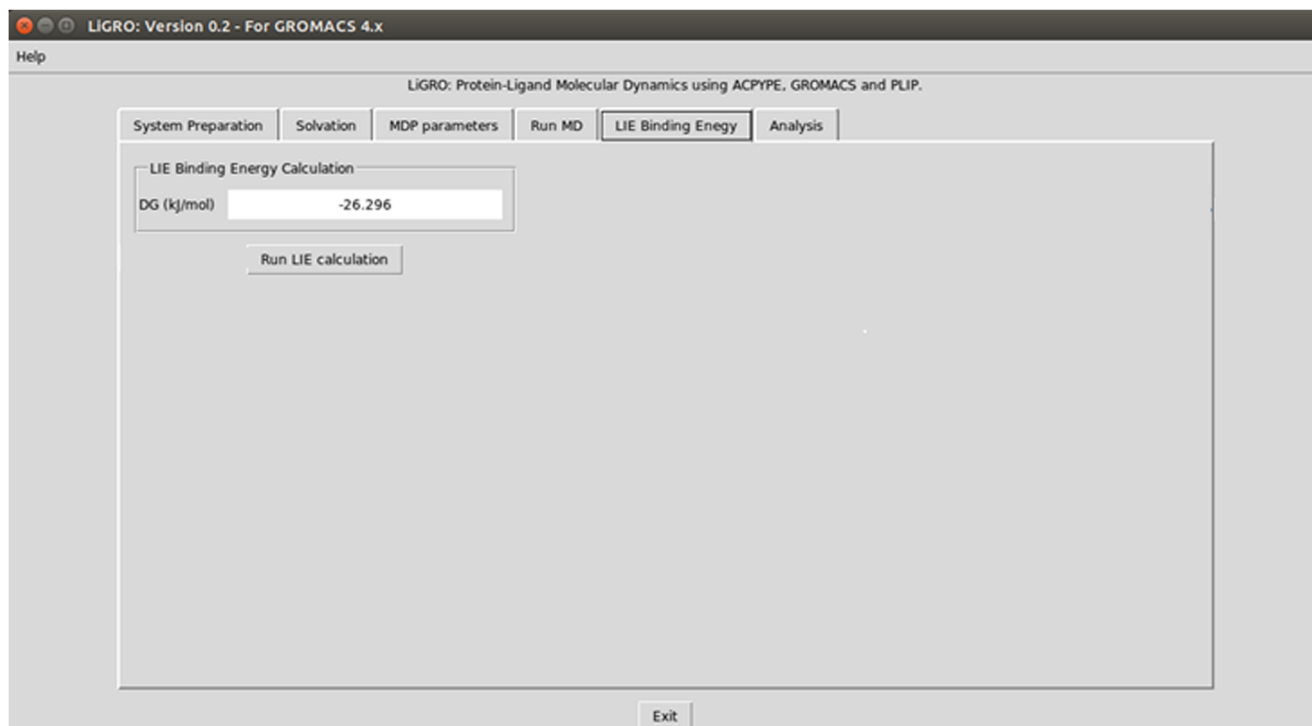 LiGRO: Version 0.2 - For GROMACS 4.x
Help
LiGRO: Protein-Ligand Molecular Dynamics using ACPYPE, GROMACS and PLIP.
System Preparation Solvation MDP parameters Run MD LIE Binding Enegy Analysis
LIE Binding Energy Calculation
DG (kJ/mol) -26.296
Run LIE calculation
Exit